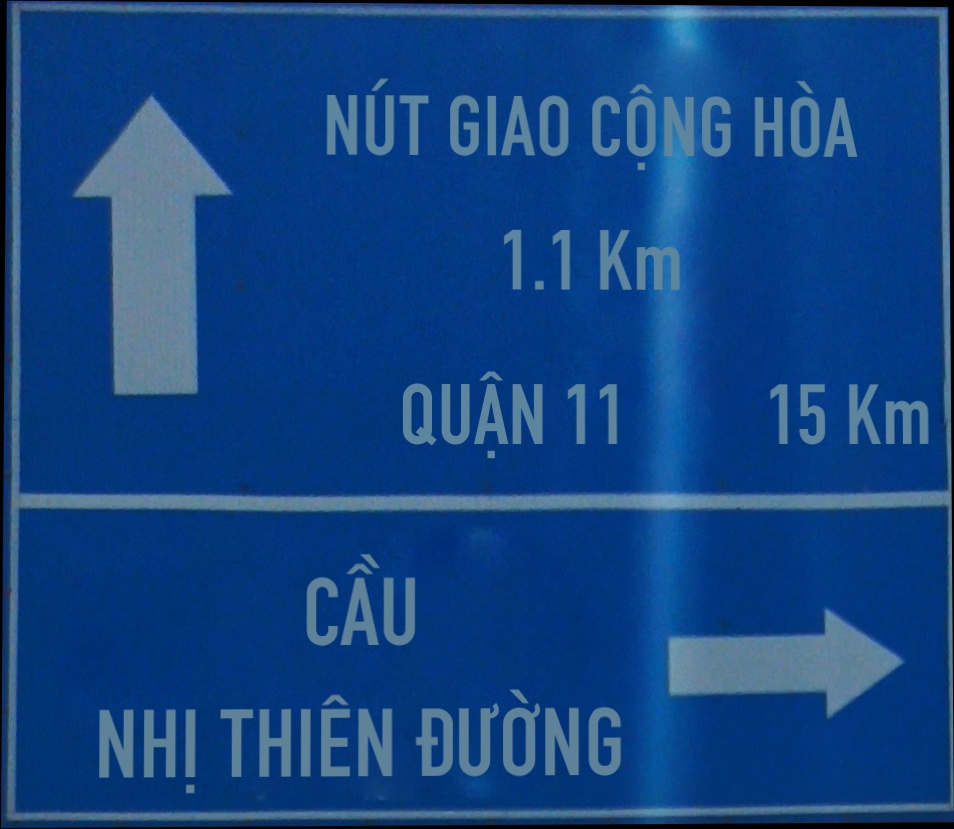 NÚT GIAO CỘNG HÒA
1.1 Km
QUẬN 11 15 Km
CẦU
NHỊ THIÊN ĐƯỜNG